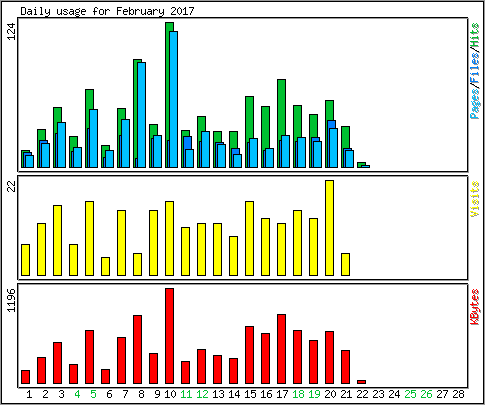 Daily usage for February 2017
124
Pages/Files/Hits
22
Visits
1196
KBytes
1 2 3 4 5 6 7 8 9 10 11 12 13 14 15 16 17 18 19 20 21 22 23 24 25 26 27 28